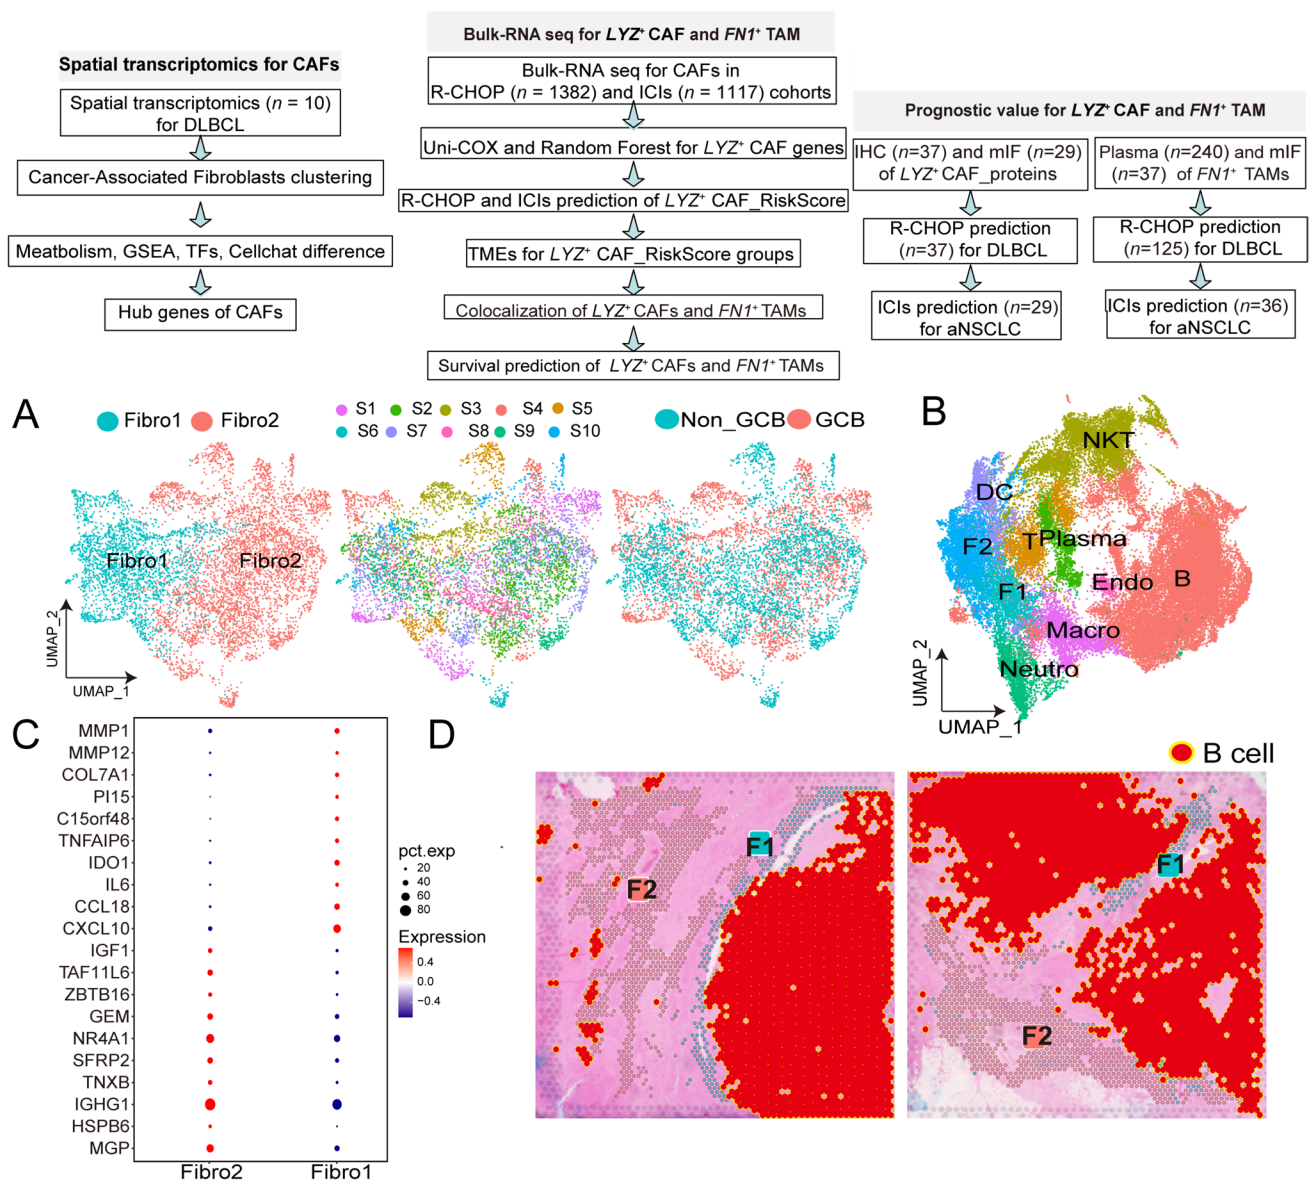 Spatial transcriptomics for CAFs
Spatial transcriptomics (n = 10)
for DLBCL
Cancer-Associated Fibroblasts clustering
Meatbolism, GSEA, TFs, Cellchat difference
Hub genes of CAFs
Bulk-RNA seq for LYZ+ CAF and FN1+ TAM
Bulk-RNA seq for CAFs in
R-CHOP (n = 1382) and ICIs (n = 1117) cohorts
Uni-COX and Random Forest for LYZ+ CAF genes
R-CHOP and ICIs prediction of LYZ+ CAF_RiskScore
TMEs for LYZ+ CAF_RiskScore groups
Colocalization of LYZ+ CAFs and FN1+ TAMs
Survival prediction of LYZ+ CAFs and FN1+ TAMs
Prognostic value for LYZ+ CAF and FN1+ TAM
IHC (n=37) and mIF (n=29)
of LYZ+ CAF_proteins
R-CHOP prediction
(n=37) for DLBCL
ICIs prediction (n=29)
for aNSCLC
Plasma (n=240) and mIF
(n=37) of FN1+ TAMs
R-CHOP prediction
(n=125) for DLBCL
ICIs prediction (n=36)
for aNSCLC
A
Fibro1 Fibro2
S1 S2 S3 S4 S5
S6 S7 S8 S9 S10
Non_GCB GCB
Fibro1 Fibro2
UMAP_2
UMAP_1
B
NKT
DC
F2
T
Plasma
F1
Endo
B
Macro
Neutro
UMAP_2
UMAP_1
C
MMP1
MMP12
COL7A1
PI15
C15orf48
TNFAIP6
IDO1
IL6
CCL18
CXCL10
IGF1
TAF11L6
ZBTB16
GEM
NR4A1
SFRP2
TNXB
IGHG1
HSPB6
MGP
Fibro2 Fibro1
pct.exp
20
40
60
80
Expression
0.4
0.0
−0.4
D
B cell
F1
F2
F1
F2